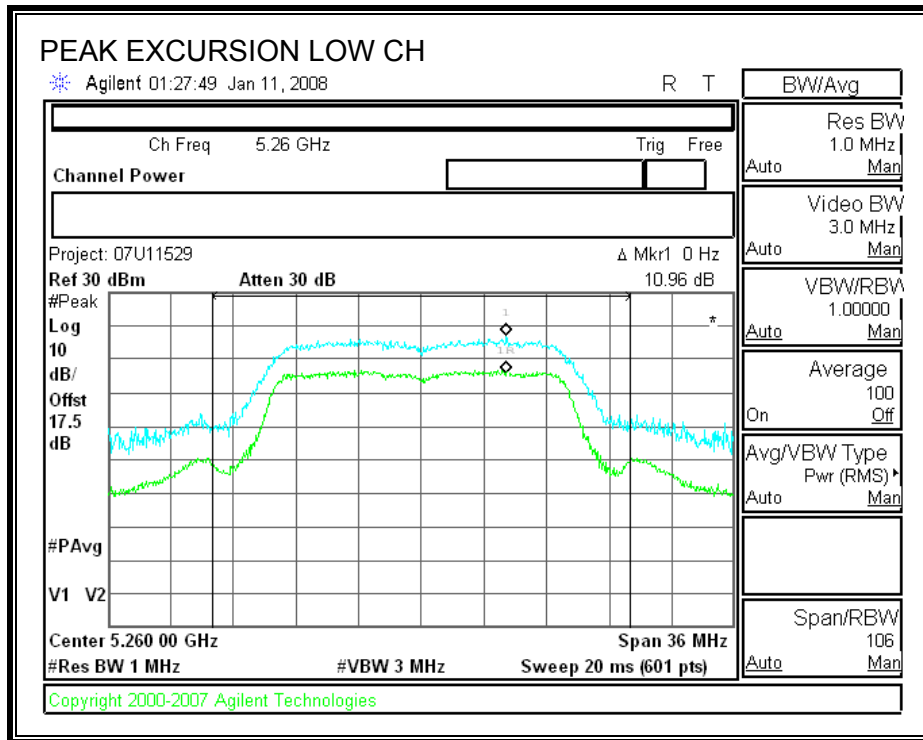 PEAK EXCURSION LOW CH
Agilent 01:27:49 Jan 11, 2008 R T
Ch Freq 5.26 GHz Trig Free
Channel Power
Project: 07U11529
Δ Mkr1 0 Hz
Ref 30 dBm Atten 30 dB 10.96 dB
#Peak
Log
10
dB/
Offst
17.5
dB
1
1R
*
#PAvg
V1 V2
Center 5.260 00 GHz Span 36 MHz
#Res BW 1 MHz #VBW 3 MHz Sweep 20 ms (601 pts)
Copyright 2000-2007 Agilent Technologies
BW/Avg
Res BW
1.0 MHz
Auto Man
Video BW
3.0 MHz
Auto Man
VBW/RBW
1.00000
Auto Man
Average
100
On Off
Avg/VBW Type
Pwr (RMS)
Auto Man
Span/RBW
106
Auto Man